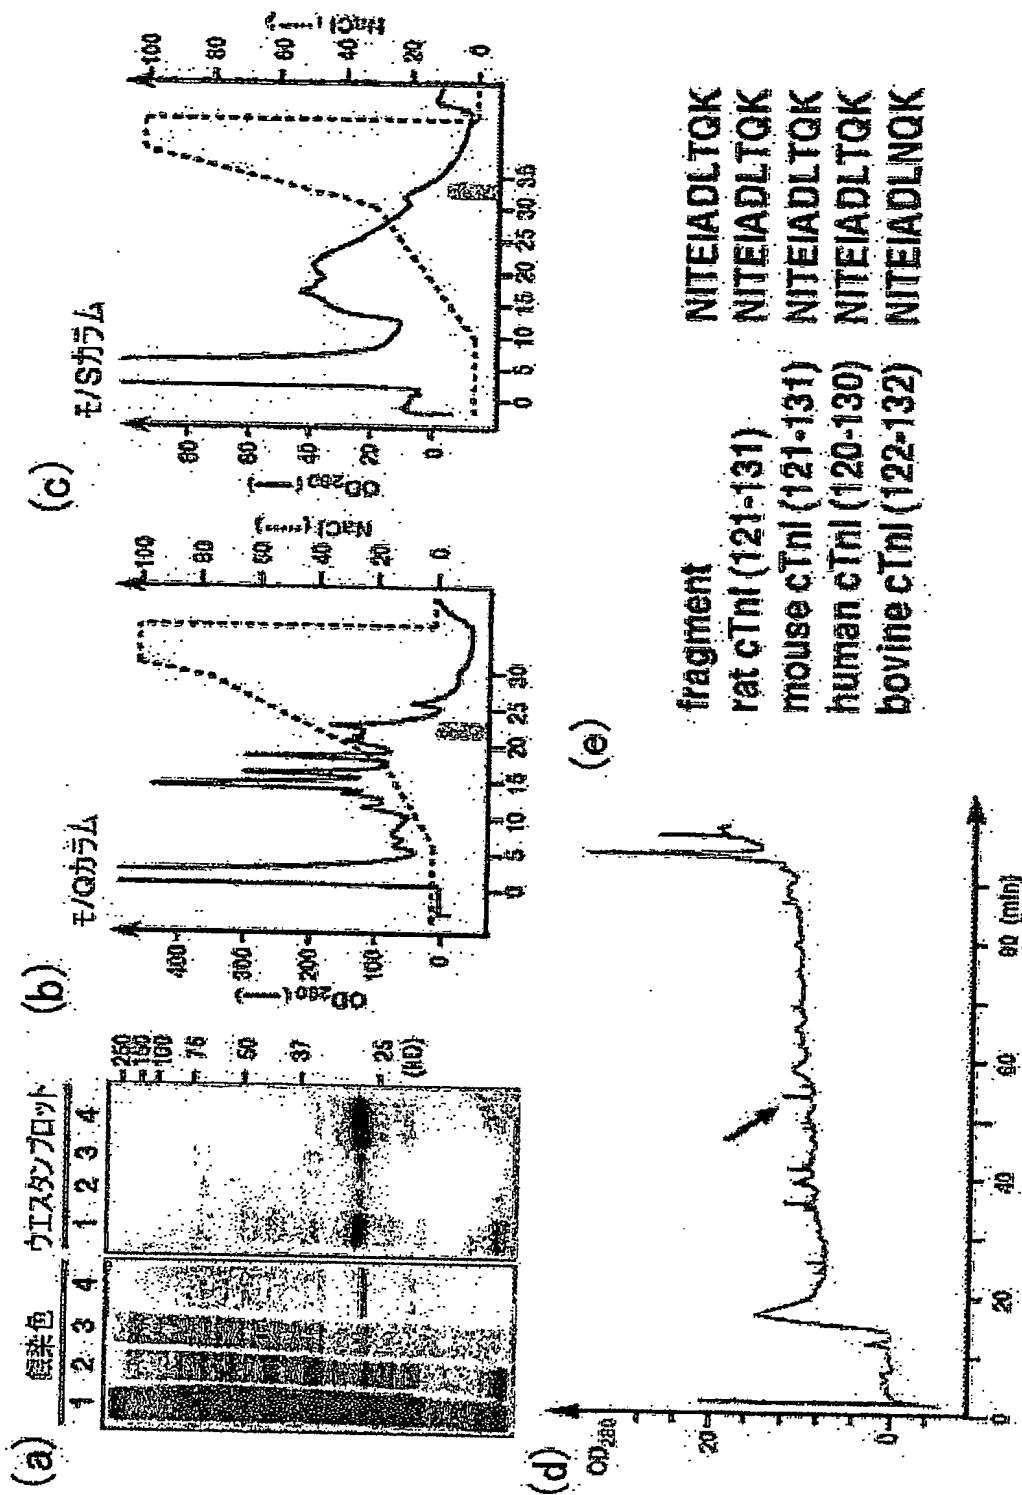 (a)
銀染色 ウエスタンブロット
1 2 3 4 1 2 3 4
250
150
100
75
50
37
25
(kD)
(b)
モノQカラム
OD280 (—)
400
300
200
100
0
NaCl (----)
100
80
60
40
20
0
0 5 10 15 20 25 30
(c)
モノSカラム
OD280 (—)
80
60
40
20
0
NaCl (----)
100
80
60
40
20
0
0 5 10 15 20 25 30 35
(d)
OD280
20
0
0 20 40 60 80 (min)
(e)
fragment NITEIADLTQK
rat cTnI (121-131) NITEIADLTQK
mouse cTnI (121-131) NITEIADLTQK
human cTnI (120-130) NITEIADLTQK
bovine cTnI (122-132) NITEIADLNQK